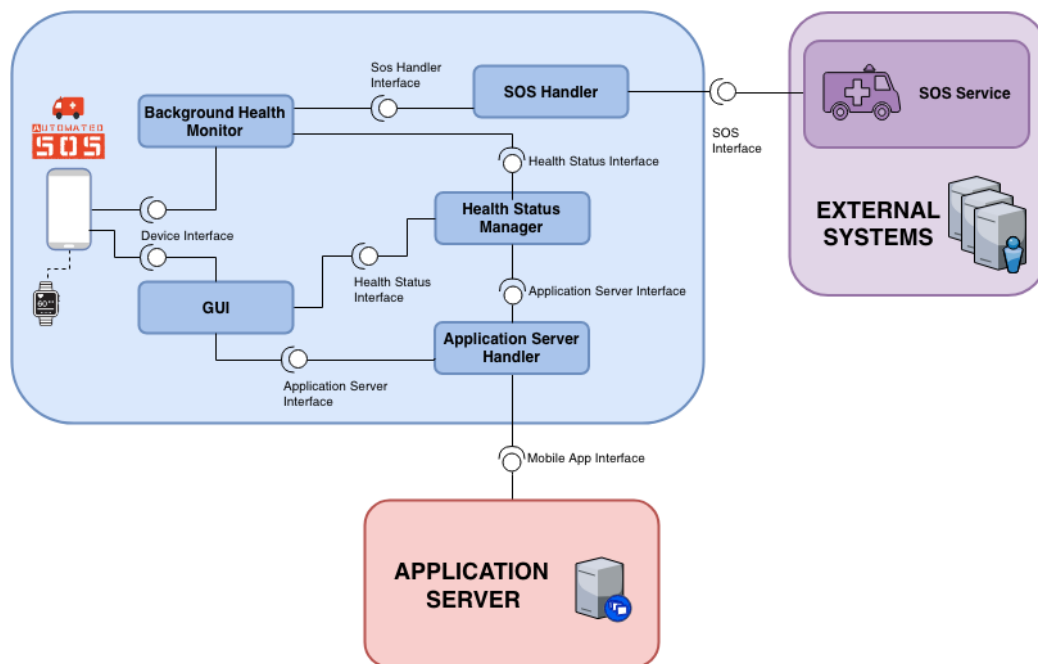 Sos Handler
Interface
SOS Handler
SOS Service
Background Health
Monitor
AUTOMATED
SOS
SOS
Interface
Health Status Interface
EXTERNAL
SYSTEMS
Health Status
Manager
Device Interface
Health Status
Interface
GUI
Application Server Interface
Application Server
Handler
Application Server
Interface
Mobile App Interface
APPLICATION
SERVER